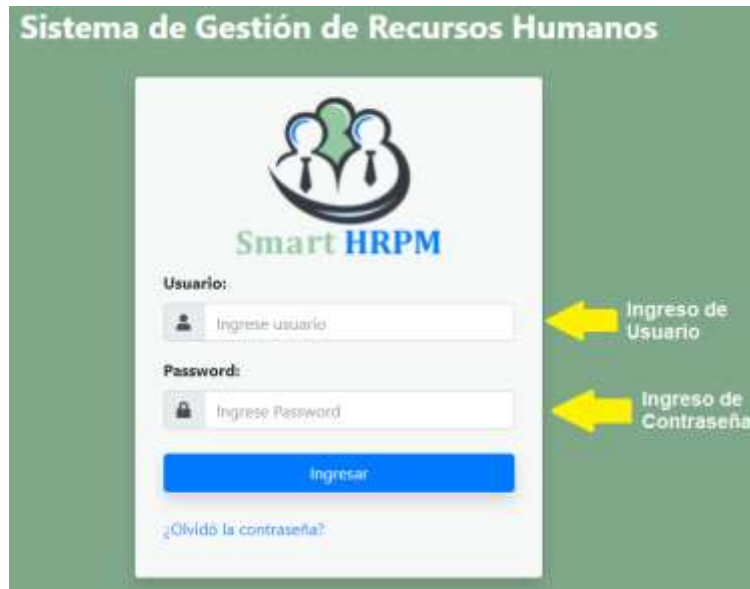 Sistema de Gestión de Recursos Humanos
Smart HRPM
Usuario:
Ingrese usuario
Ingreso de
Usuario
Password:
Ingrese Password
Ingreso de
Contraseña
Ingresar
¿Olvidó la contraseña?